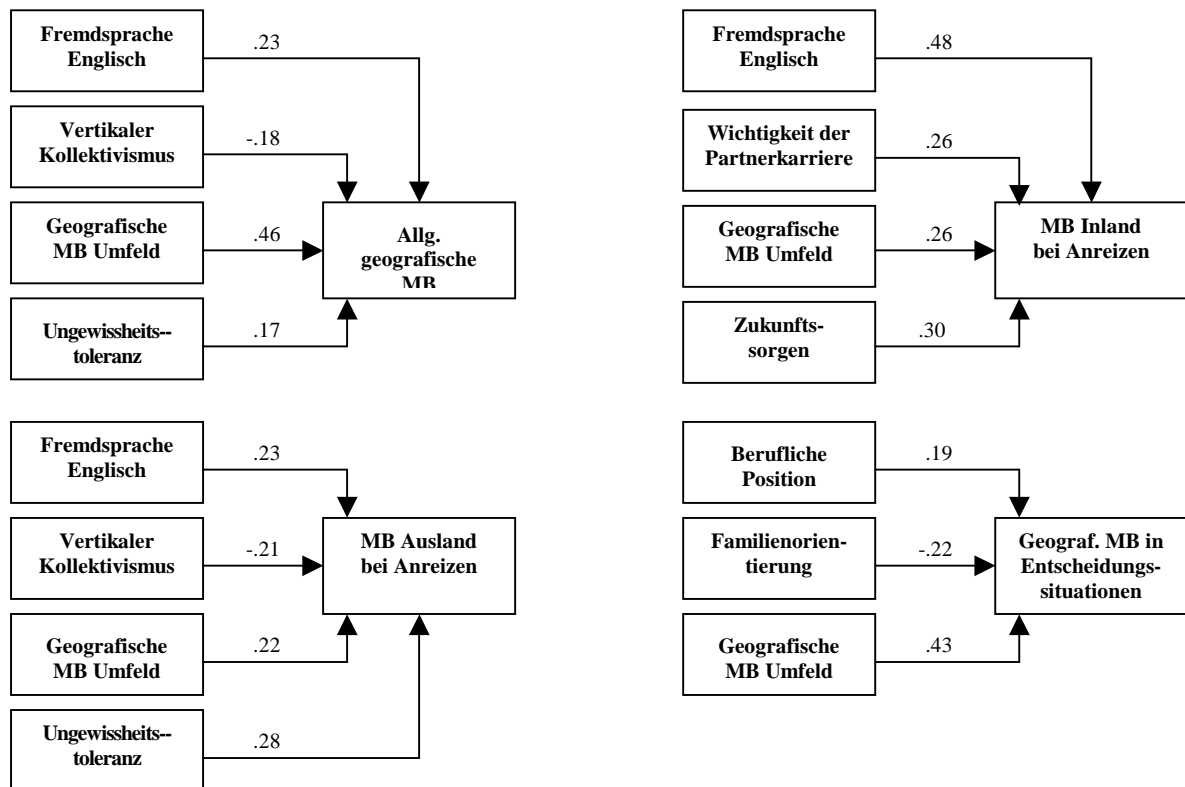 Fremdsprache
Englisch
.23
Vertikaler
Kollektivismus
-.18
Geografische
MB Umfeld
.46
Ungewissheits--
toleranz
.17
Allg.
geografische
MB
Fremdsprache
Englisch
.48
Wichtigkeit der
Partnerkarriere
.26
Geografische
MB Umfeld
.26
Zukunfts-
sorgen
.30
MB Inland
bei Anreizen
Fremdsprache
Englisch
.23
Vertikaler
Kollektivismus
-.21
Geografische
MB Umfeld
.22
Ungewissheits--
toleranz
.28
MB Ausland
bei Anreizen
Berufliche
Position
.19
Familienorien-
tierung
-.22
Geografische
MB Umfeld
.43
Geograf. MB in
Entscheidungs-
situationen